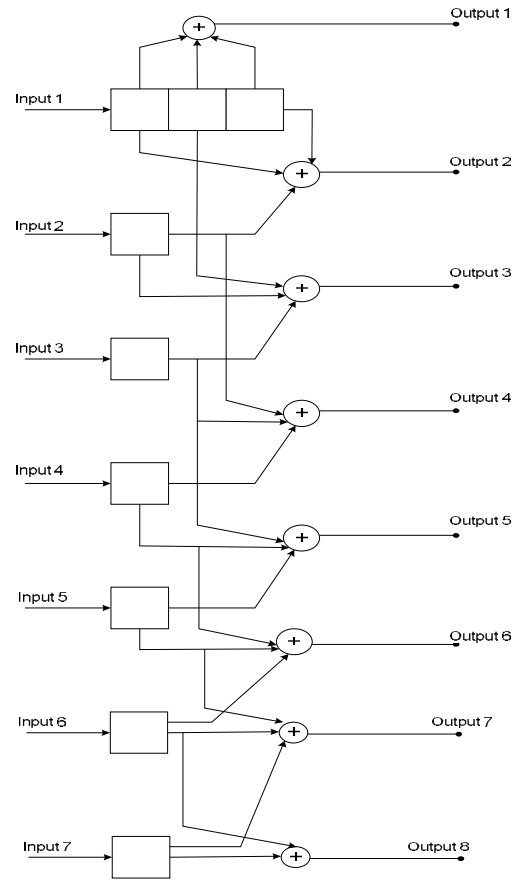 Output 1
+
Input 1
Output 2
+
Input 2
Output 3
+
Input 3
Output 4
+
Input 4
Output 5
+
Input 5
Output 6
+
Input 6
Output 7
+
Input 7
Output 8
+